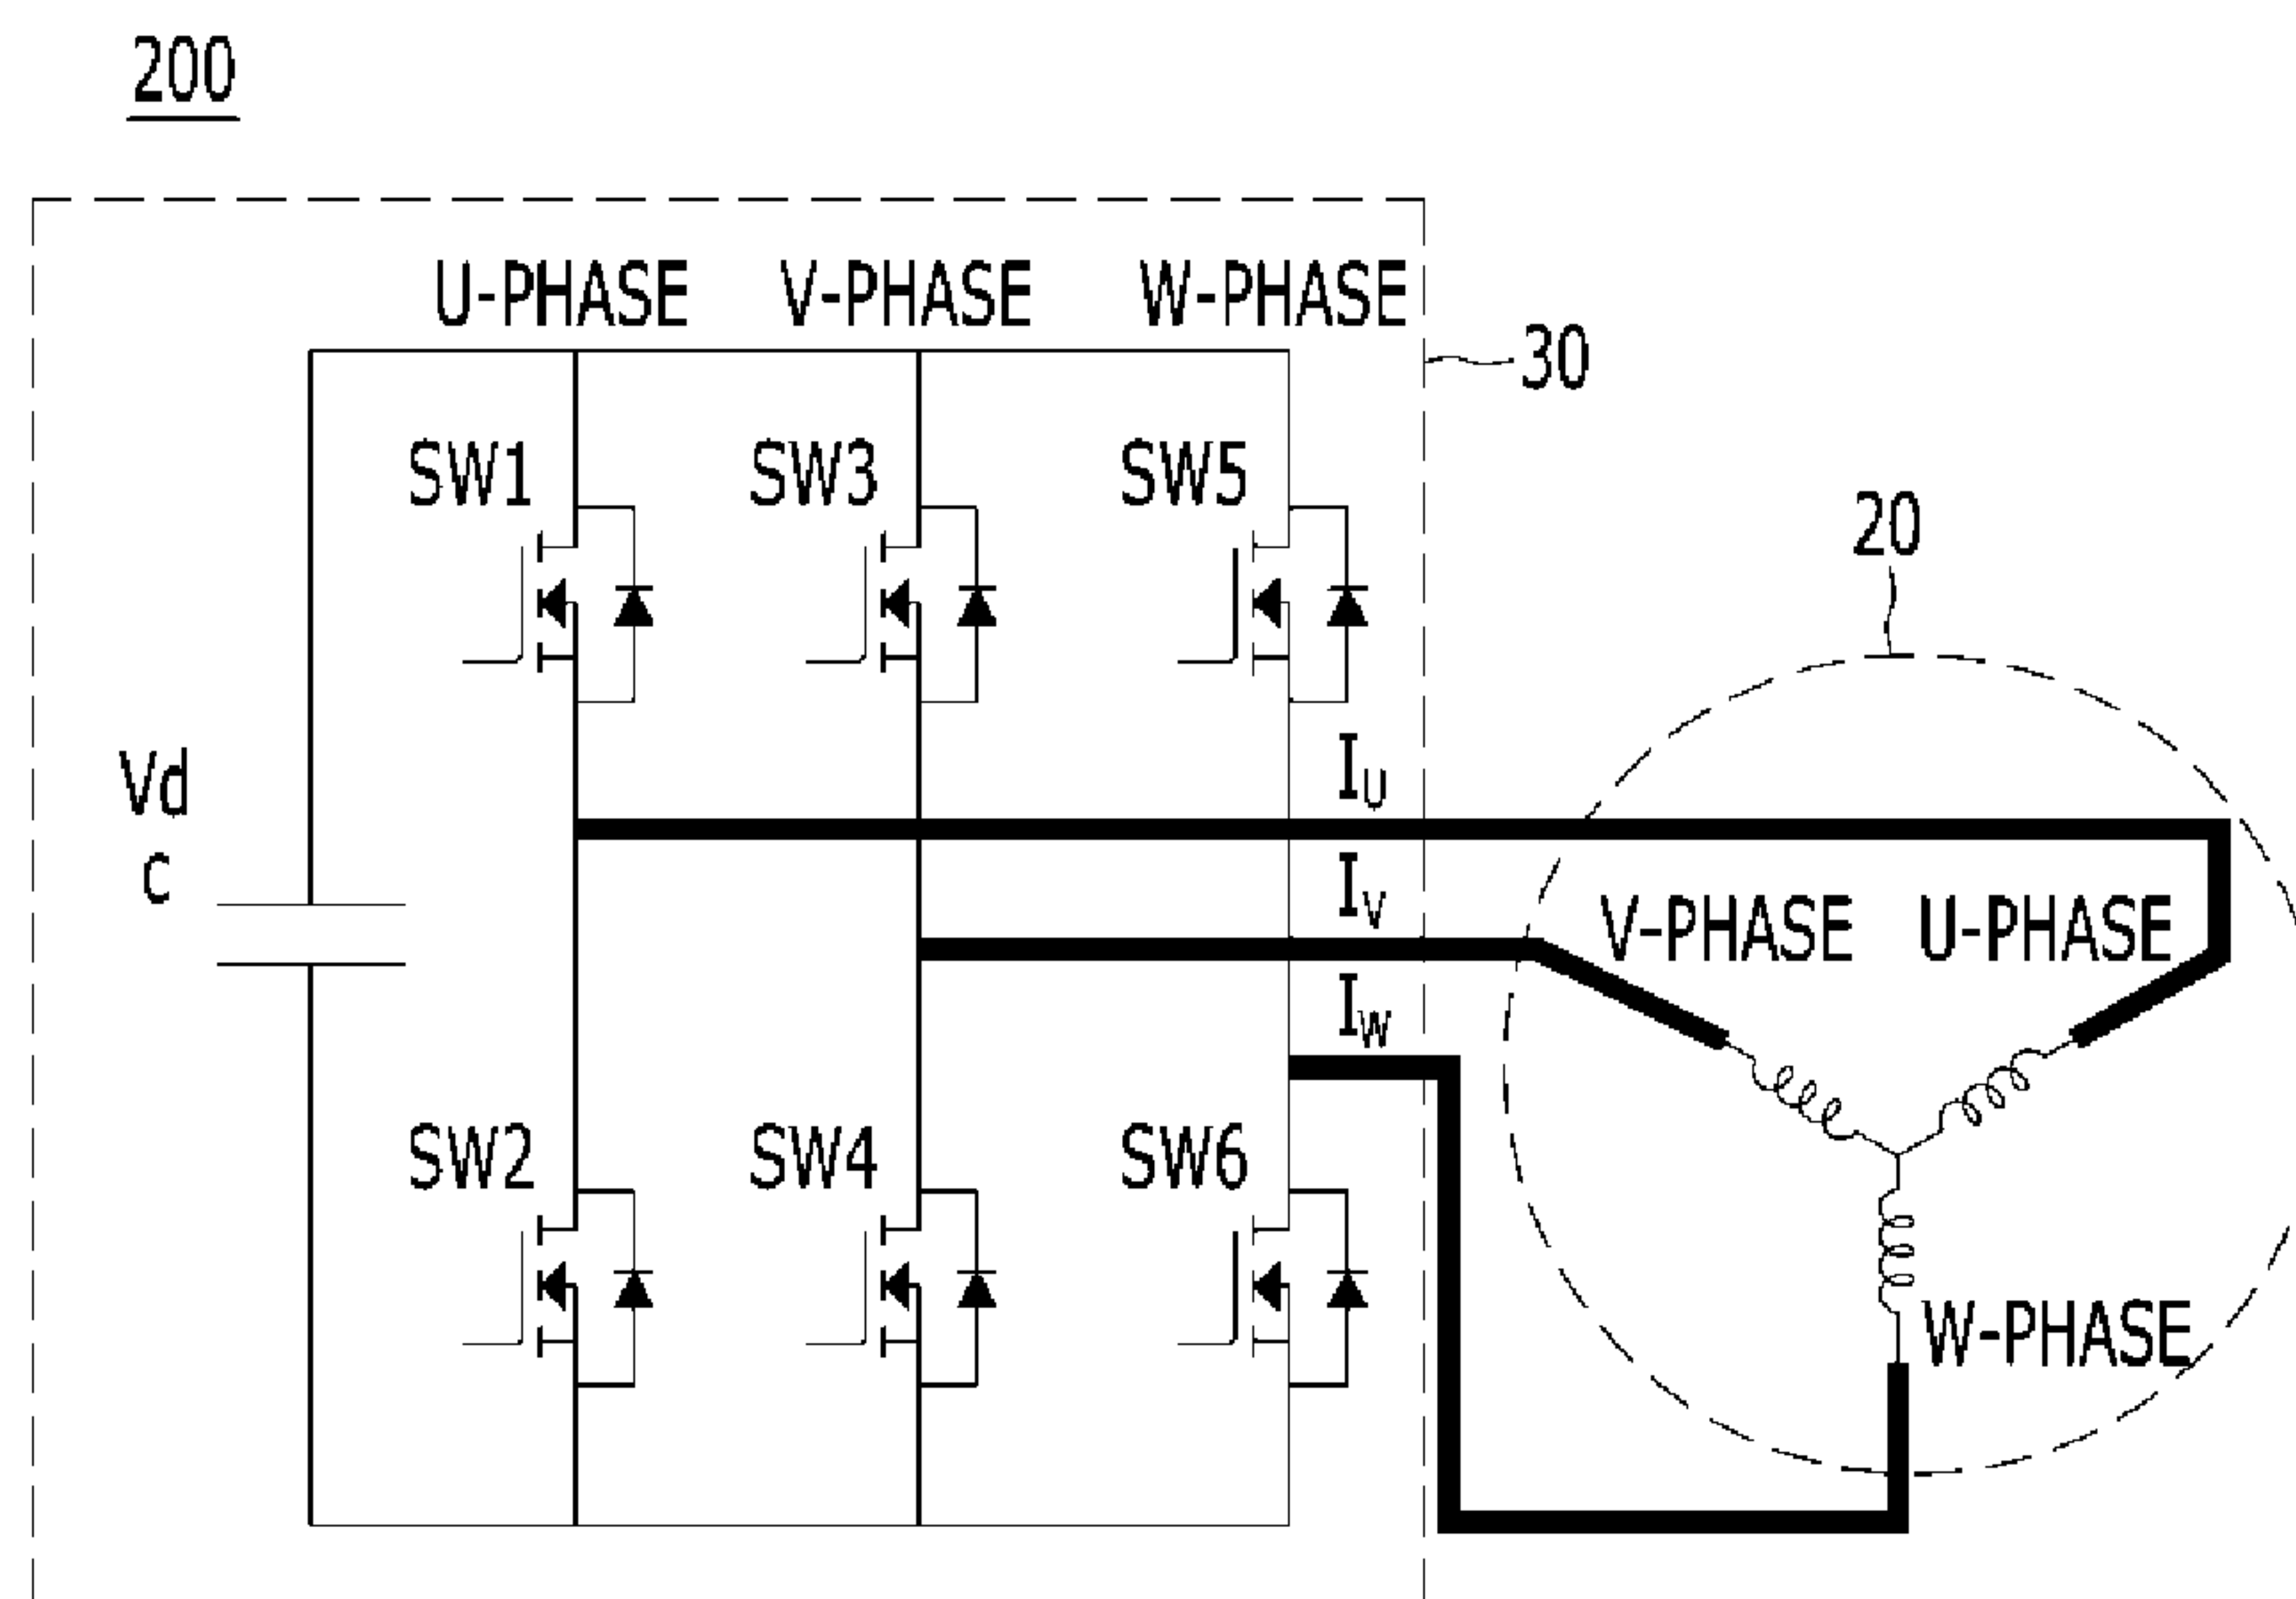 200
U-PHASE V-PHASE W-PHASE
30
SW1 SW3 SW5
20
Vd
C
IU
IV
V-PHASE U-PHASE
IW
SW2 SW4 SW6
W-PHASE